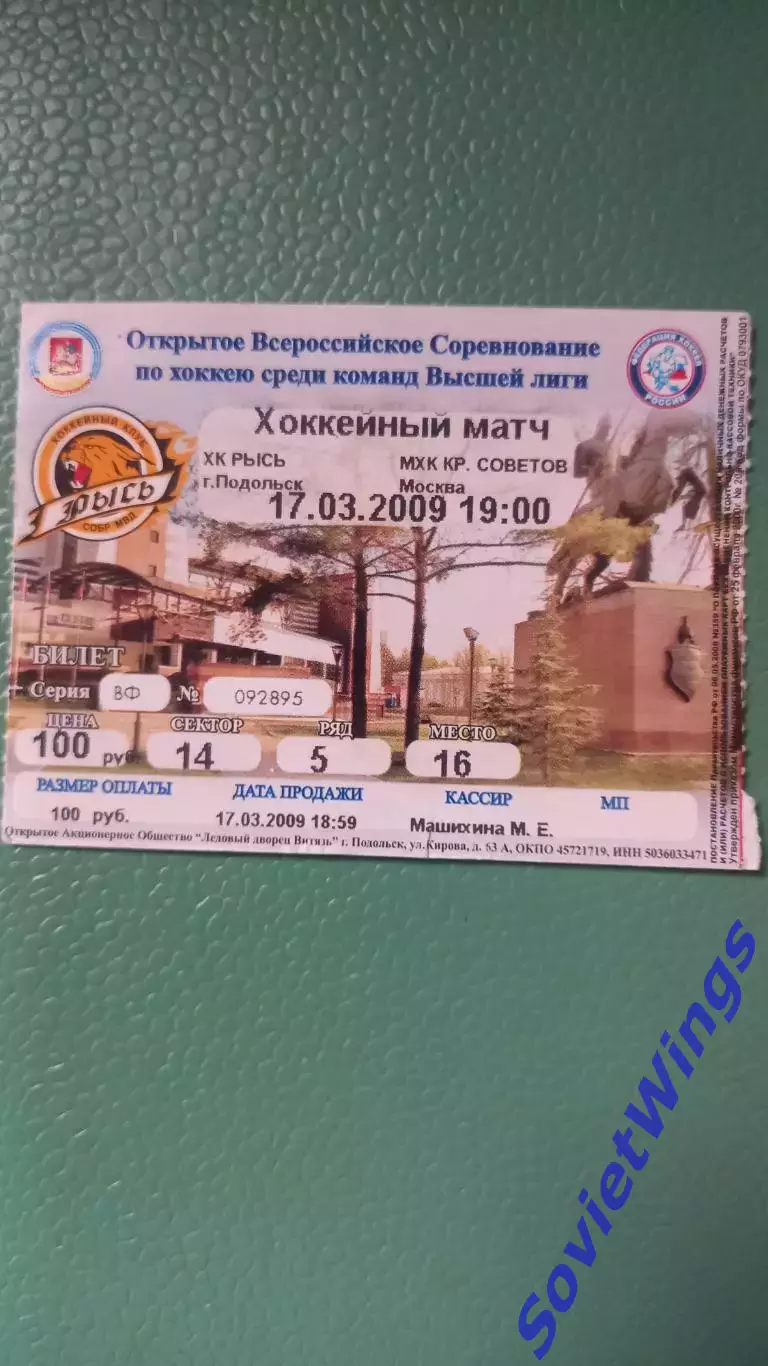 Открытое Всероссийское Соревнование
по хоккею среди команд Высшей лиги
ФЕДЕРАЦИЯ ХОККЕЯ
РОССИИ
ХОККЕЙНЫЙ КЛУБ
РЫСЬ
СОБР МВД
Хоккейный матч
ХК РЫСЬ МХК КР. СОВЕТОВ
г.Подольск Москва
17.03.2009 19:00
БИЛЕТ
Серия ВФ № 092895
ЦЕНА СЕКТОР РЯД МЕСТО
100 руб. 14 5 16
РАЗМЕР ОПЛАТЫ ДАТА ПРОДАЖИ КАССИР МП
100 руб. 17.03.2009 18:59 Машихина М. Е.
Открытое Акционерное Общество "Ледовый дворец Витязь" г. Подольск, ул.Кирова, д. 63 А, ОКПО 45721719, ИНН 5036033471
SovietWings